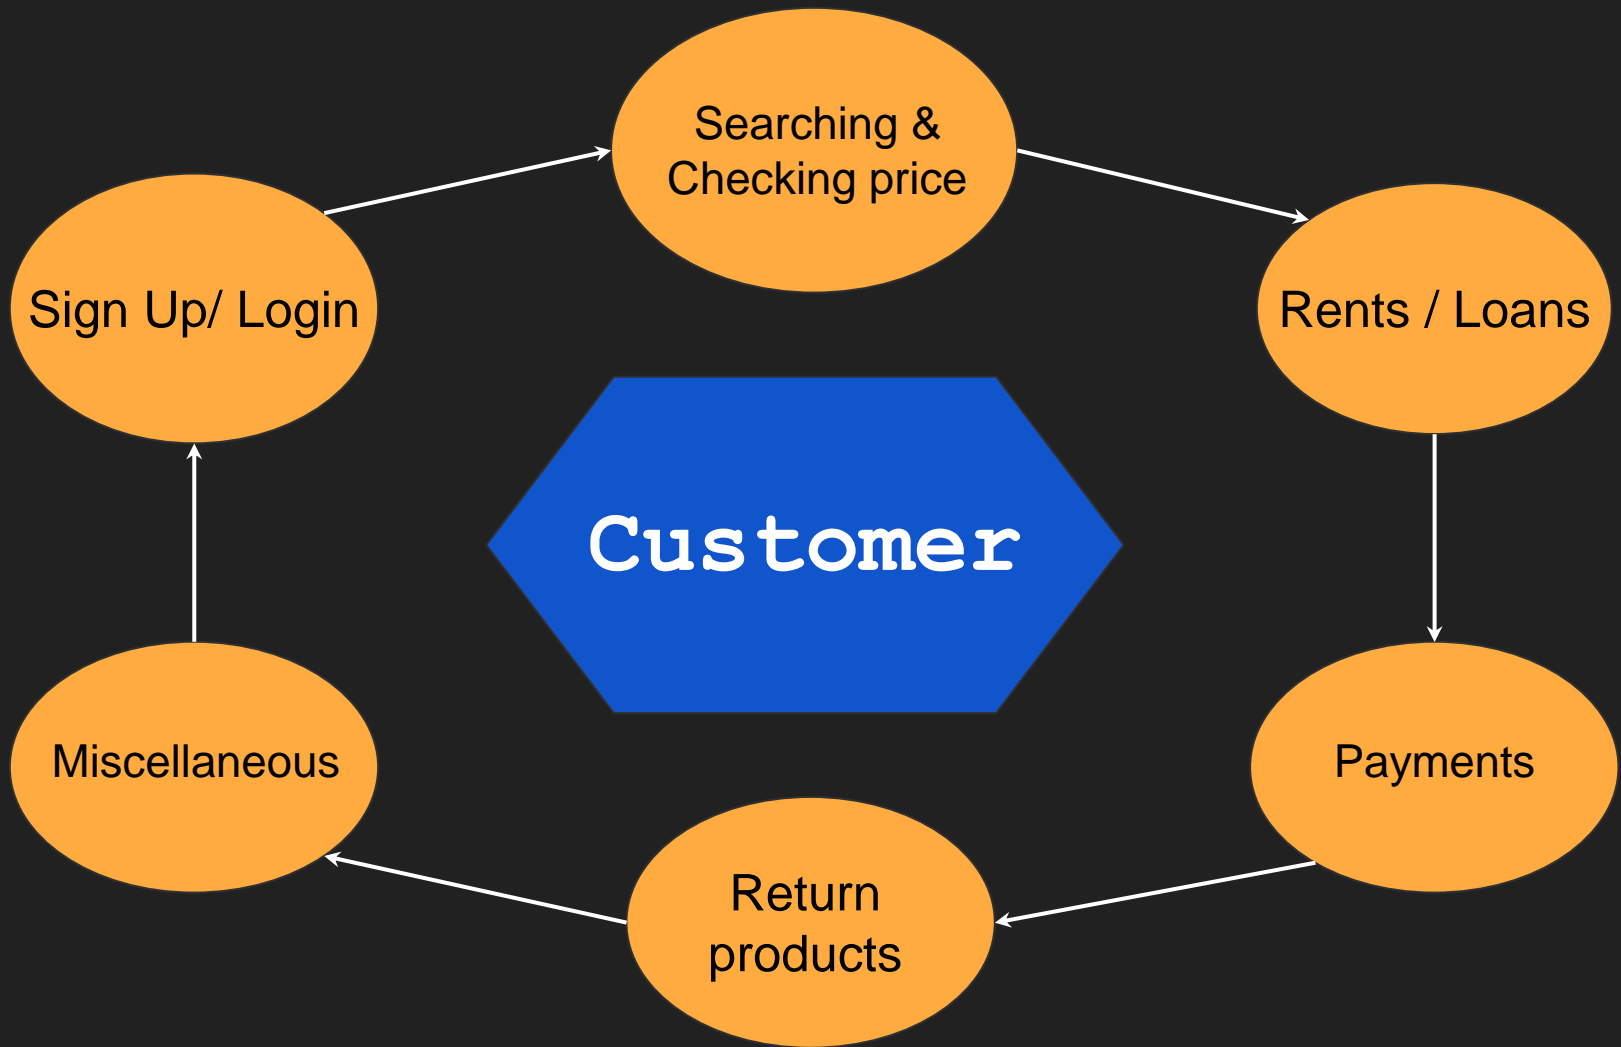 Searching &
Checking price
Sign Up/ Login
Rents / Loans
Customer
Miscellaneous
Payments
Return
products